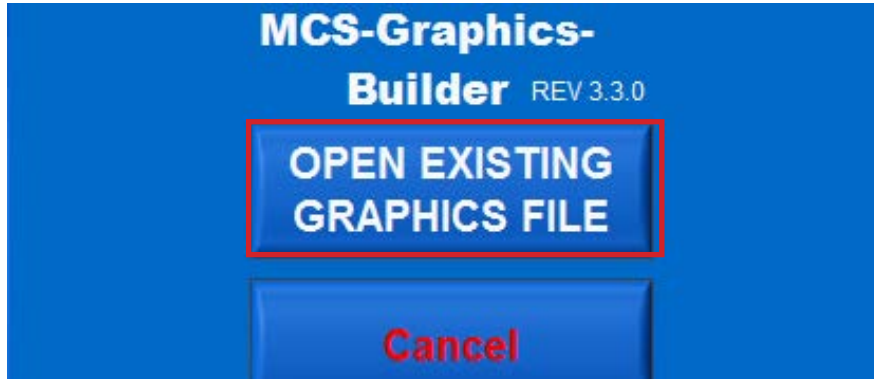 MCS-Graphics-
Builder REV 3.3.0
OPEN EXISTING
GRAPHICS FILE
Cancel